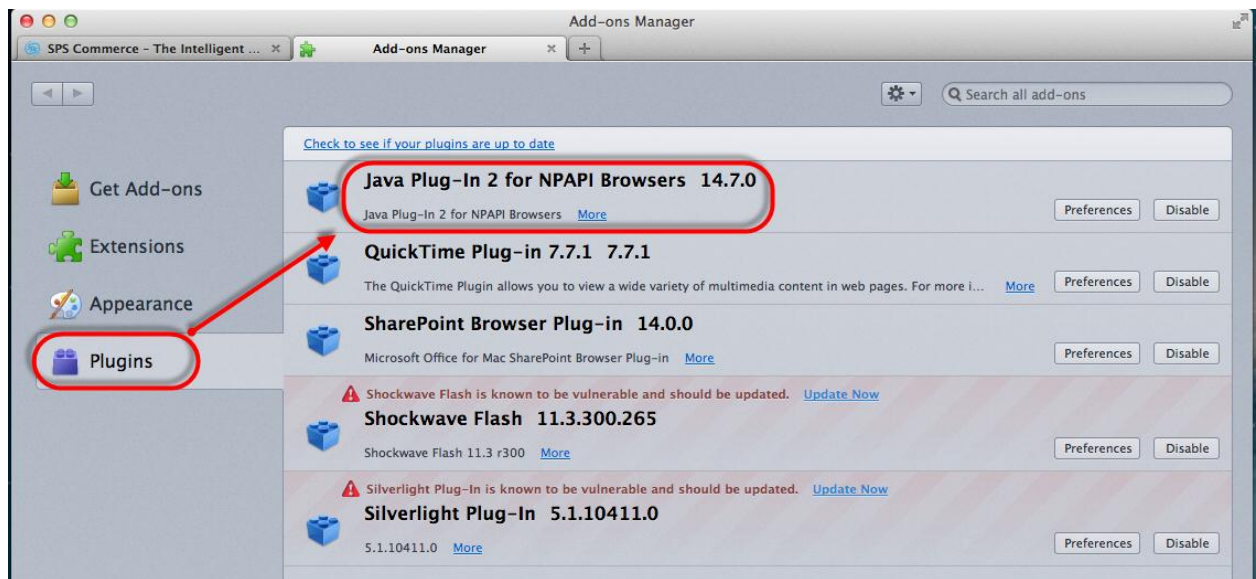 Add-ons Manager
SPS Commerce - The Intelligent ...
Add-ons Manager
Search all add-ons
Check to see if your plugins are up to date
Get Add-ons
Extensions
Appearance
Plugins
Java Plug-In 2 for NPAPI Browsers 14.7.0
Java Plug-In 2 for NPAPI Browsers More
Preferences Disable
QuickTime Plug-in 7.7.1 7.7.1
The QuickTime Plugin allows you to view a wide variety of multimedia content in web pages. For more i... More
Preferences Disable
SharePoint Browser Plug-in 14.0.0
Microsoft Office for Mac SharePoint Browser Plug-in More
Preferences Disable
Shockwave Flash is known to be vulnerable and should be updated. Update Now
Shockwave Flash 11.3.300.265
Shockwave Flash 11.3 r300 More
Preferences Disable
Silverlight Plug-In is known to be vulnerable and should be updated. Update Now
Silverlight Plug-In 5.1.10411.0
5.1.10411.0 More
Preferences Disable